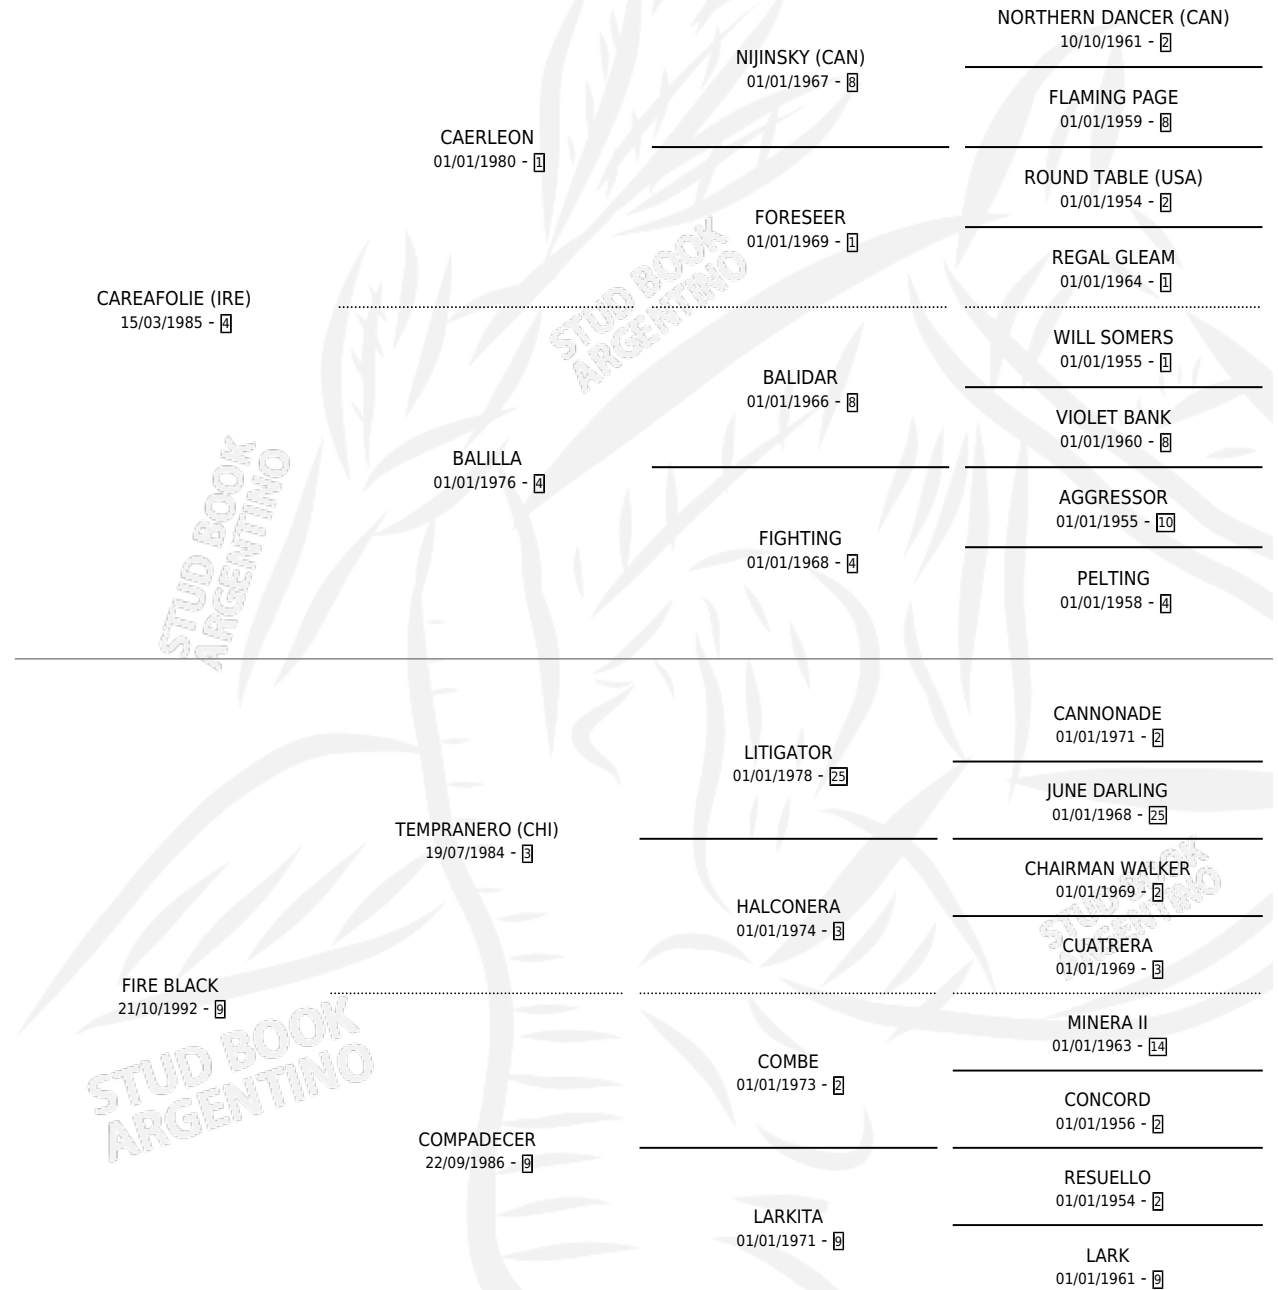 NORTHERN DANCER (CAN)
10/10/1961 - 2
NIJINSKY (CAN)
01/01/1967 - 8
FLAMING PAGE
01/01/1959 - 8
CAERLEON
01/01/1980 - 1
ROUND TABLE (USA)
01/01/1954 - 2
FORESEER
01/01/1969 - 1
REGAL GLEAM
01/01/1964 - 1
CAREAFOLIE (IRE)
15/03/1985 - 4
WILL SOMERS
01/01/1955 - 1
BALIDAR
01/01/1966 - 8
VIOLET BANK
01/01/1960 - 8
BALILLA
01/01/1976 - 4
AGGRESSOR
01/01/1955 - 10
FIGHTING
01/01/1968 - 4
PELTING
01/01/1958 - 4
STUD BOOK
ARGENTINO
STUD BOOK
ARGENTINO
CANNONADE
01/01/1971 - 2
LITIGATOR
01/01/1978 - 25
JUNE DARLING
01/01/1968 - 25
TEMPRANERO (CHI)
19/07/1984 - 3
CHAIRMAN WALKER
01/01/1969 - 2
HALCONERA
01/01/1974 - 3
CUATRERA
01/01/1969 - 3
STUD BOOK
ARGENTINO
FIRE BLACK
21/10/1992 - 9
MINERA II
01/01/1963 - 14
COMBE
01/01/1973 - 2
CONCORD
01/01/1956 - 2
COMPADECER
22/09/1986 - 9
RESUELLO
01/01/1954 - 2
LARKITA
01/01/1971 - 9
LARK
01/01/1961 - 9
STUD BOOK
ARGENTINO